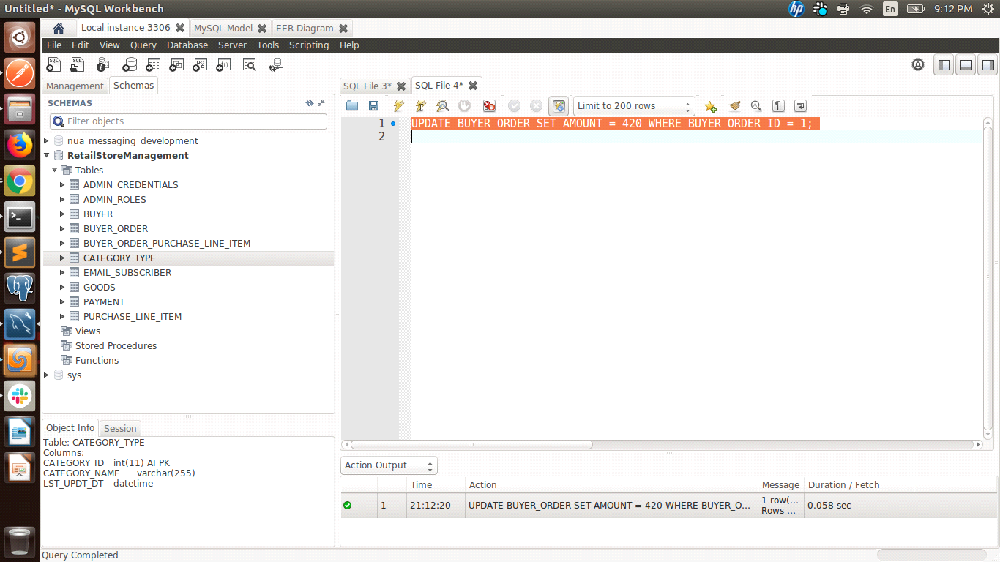 Untitled* - MySQL Workbench
hp
En
9:12 PM
Local instance 3306
MySQL Model
EER Diagram
File Edit View Query Database Server Tools Scripting Help
SQL SQL
Management
Schemas
SQL File 3*
SQL File 4*
SCHEMAS
Limit to 200 rows
Filter objects
1
UPDATE BUYER_ORDER SET AMOUNT = 420 WHERE BUYER_ORDER_ID = 1;
2
nua_messaging_development
RetailStoreManagement
Tables
ADMIN_CREDENTIALS
ADMIN_ROLES
BUYER
BUYER_ORDER
BUYER_ORDER_PURCHASE_LINE_ITEM
CATEGORY_TYPE
EMAIL_SUBSCRIBER
GOODS
PAYMENT
PURCHASE_LINE_ITEM
Views
Stored Procedures
Functions
sys
Object Info
Session
Table: CATEGORY_TYPE
Columns:
CATEGORY_ID int(11) AI PK
CATEGORY_NAME varchar(255)
LST_UPDT_DT datetime
Action Output
Time Action Message Duration / Fetch
1 21:12:20 UPDATE BUYER_ORDER SET AMOUNT = 420 WHERE BUYER_O... 1 row(... 0.058 sec
Rows ...
Query Completed